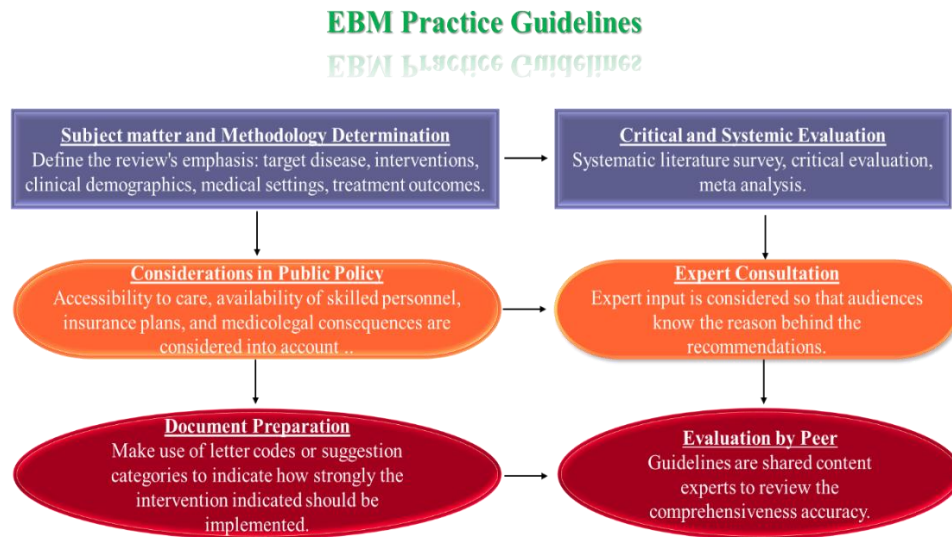 EBM Practice Guidelines
Subject matter and Methodology Determination
Define the review's emphasis: target disease, interventions,
clinical demographics, medical settings, treatment outcomes.
Critical and Systemic Evaluation
Systematic literature survey, critical evaluation,
meta analysis.
Considerations in Public Policy
Accessibility to care, availability of skilled personnel,
insurance plans, and medicolegal consequences are
considered into account ..
Expert Consultation
Expert input is considered so that audiences
know the reason behind the
recommendations.
Document Preparation
Make use of letter codes or suggestion
categories to indicate how strongly the
intervention indicated should be
implemented.
Evaluation by Peer
Guidelines are shared content
experts to review the
comprehensiveness accuracy.